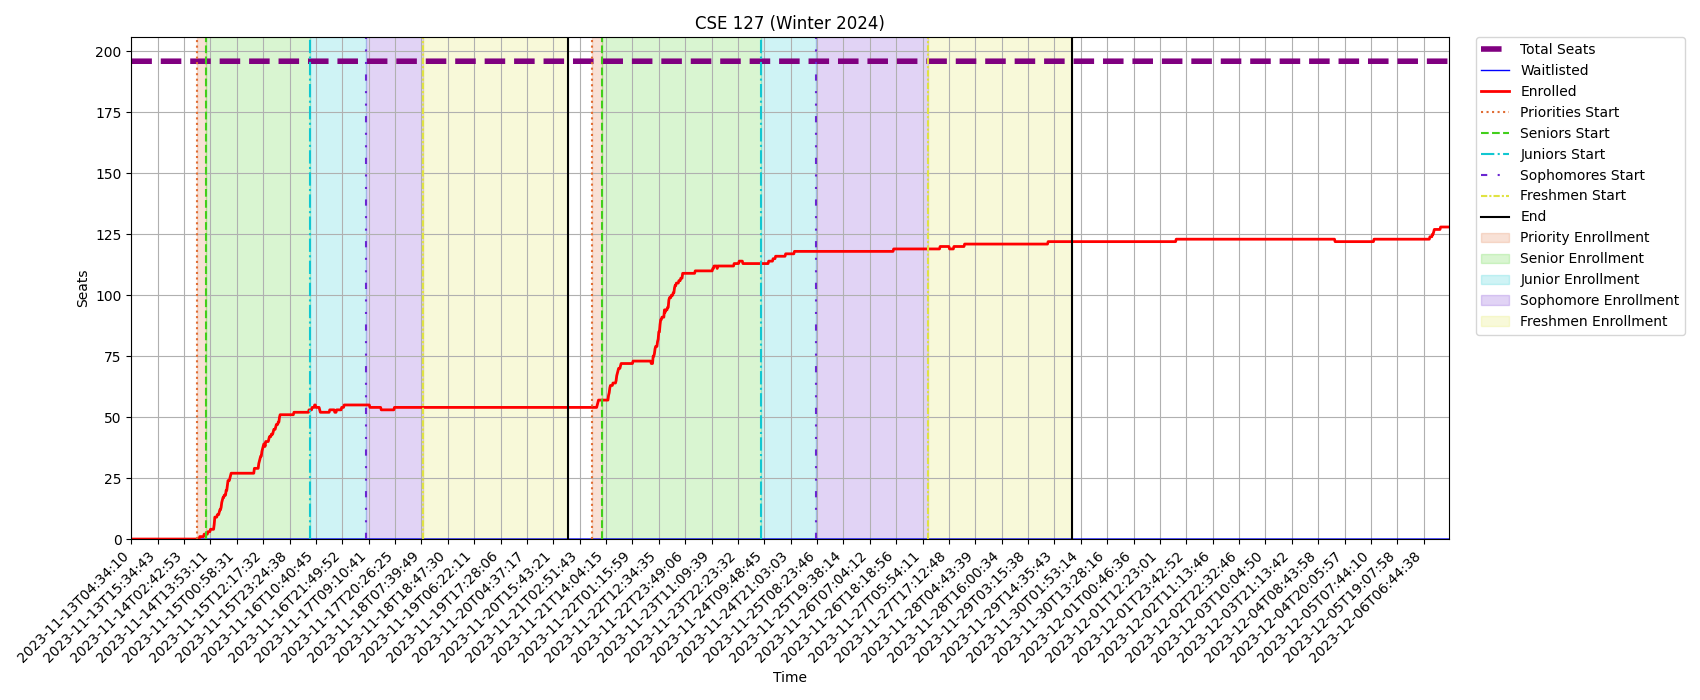 CSE 127 (Winter 2024)
Seats
200
175
150
125
100
75
50
25
0
2023-11-13T04:34:10
2023-11-13T15:34:43
2023-11-14T02:42:53
2023-11-14T13:53:11
2023-11-15T00:58:31
2023-11-15T12:17:32
2023-11-15T23:24:38
2023-11-16T10:40:45
2023-11-16T21:49:52
2023-11-17T09:10:41
2023-11-17T20:26:25
2023-11-18T07:39:49
2023-11-18T18:47:30
2023-11-19T06:22:11
2023-11-19T17:28:06
2023-11-20T04:37:17
2023-11-20T15:43:21
2023-11-21T02:51:43
2023-11-21T14:04:15
2023-11-22T01:15:59
2023-11-22T12:34:35
2023-11-22T23:49:06
2023-11-23T11:09:39
2023-11-23T22:23:32
2023-11-24T09:48:45
2023-11-24T21:03:03
2023-11-25T08:23:46
2023-11-25T19:38:14
2023-11-26T07:04:12
2023-11-26T18:18:56
2023-11-27T05:54:11
2023-11-27T17:12:48
2023-11-28T04:43:39
2023-11-28T16:00:34
2023-11-29T03:15:38
2023-11-29T14:35:43
2023-11-30T01:53:14
2023-11-30T13:28:16
2023-12-01T00:46:36
2023-12-01T12:23:01
2023-12-01T23:42:52
2023-12-02T11:13:46
2023-12-02T22:32:46
2023-12-03T10:04:50
2023-12-03T21:13:42
2023-12-04T08:43:58
2023-12-04T20:05:57
2023-12-05T07:44:10
2023-12-05T19:07:58
2023-12-06T06:44:38
Time
Total Seats
Waitlisted
Enrolled
Priorities Start
Seniors Start
Juniors Start
Sophomores Start
Freshmen Start
End
Priority Enrollment
Senior Enrollment
Junior Enrollment
Sophomore Enrollment
Freshmen Enrollment